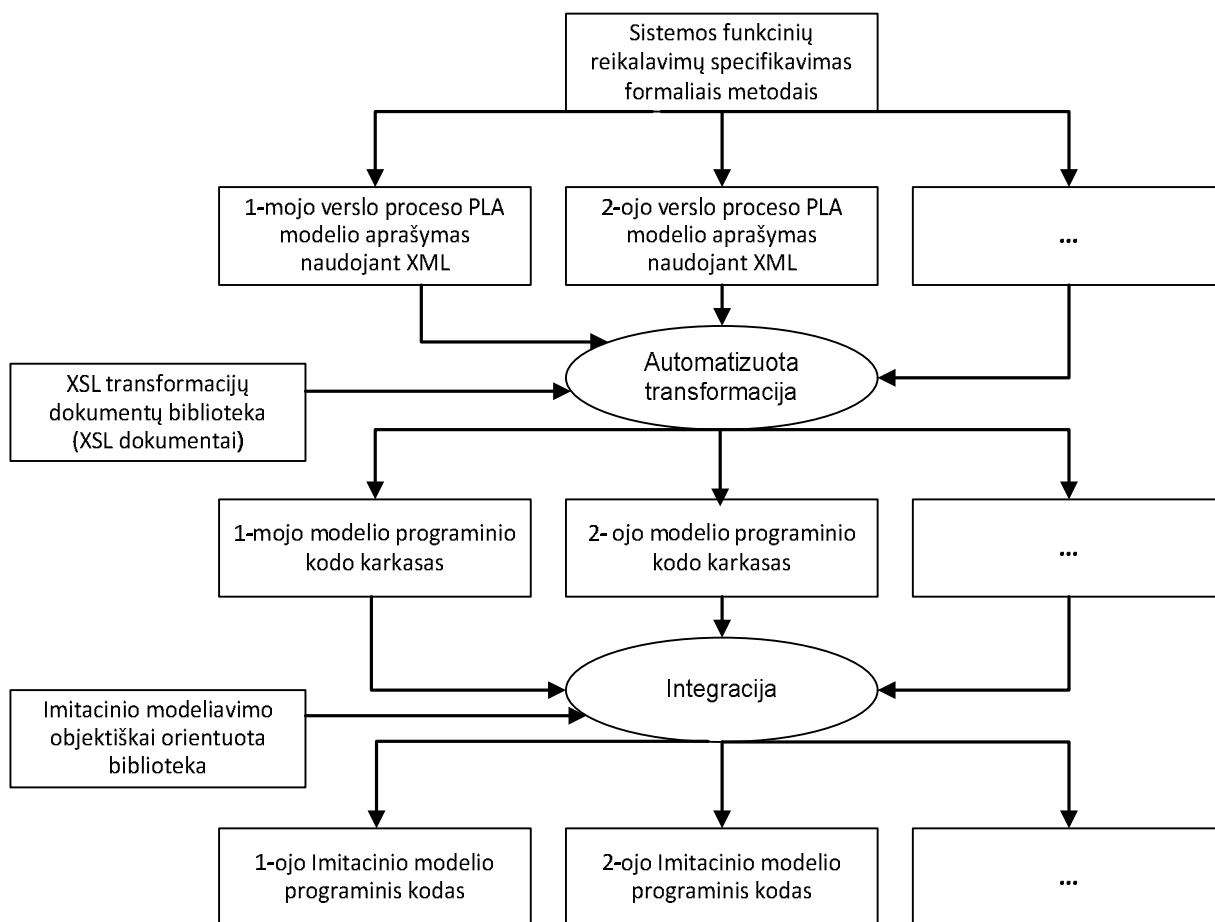 Sistemos funkcinių
reikalavimų specifikavimas
formaliais metodais
1-mojo verslo proceso PLA
modelio aprašymas
naudojant XML
2-ojo verslo proceso PLA
modelio aprašymas
naudojant XML
...
Automatizuota
transformacija
XSL transformacijų
dokumentų biblioteka
(XSL dokumentai)
1-mojo modelio programinio
kodo karkasas
2- ojo modelio programinio
kodo karkasas
...
Integracija
Imitacinio modeliavimo
objektiškai orientuota
biblioteka
1-ojo Imitacinio modelio
programinis kodas
2-ojo Imitacinio modelio
programinis kodas
...